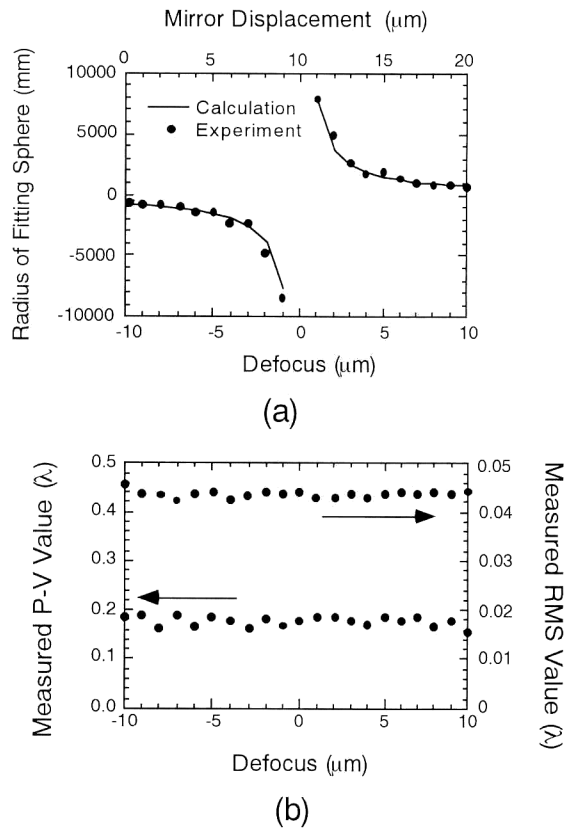 Mirror Displacement (μm)
0 5 10 15 20
Radius of Fitting Sphere (mm)
10000
5000
0
-5000
-10000
Calculation
Experiment
-10 -5 0 5 10
Defocus (μm)
(a)
Measured P-V Value (λ)
0.5
0.4
0.3
0.2
0.1
0.0
0.05
0.04
0.03
0.02
0.01
0
Measured RMS Value (λ)
-10 -5 0 5 10
Defocus (μm)
(b)